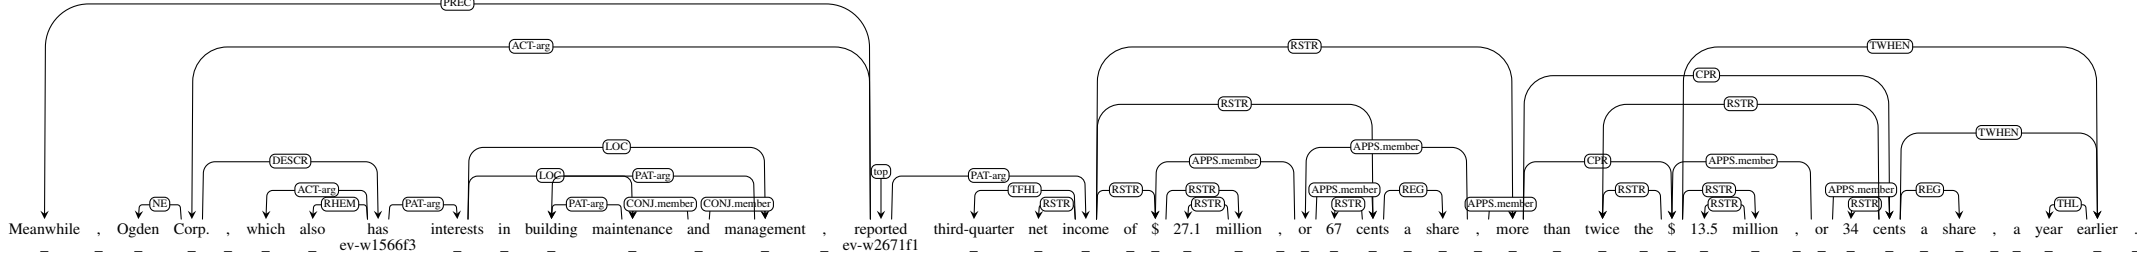 PREC
ACT-arg RSTR TWHEN
CPR
RSTR RSTR
TWHEN
LOC APPS.member
DESCR APPS.member CPR APPS.member
top
LOC PAT-arg PAT-arg
ACT-arg TFHL RSTR RSTR APPS.member REG RSTR RSTR APPS.member REG
NE RHEM PAT-arg PAT-arg CONJ.member CONJ.member RSTR RSTR RSTR APPS.member RSTR RSTR THL
Meanwhile , Ogden Corp. , which also has interests in building maintenance and management , reported third-quarter net income of $ 27.1 million , or 67 cents a share , more than twice the $ 13.5 million , or 34 cents a share , a year earlier .
_ _ _ _ _ _ _ ev-w1566f3 _ _ _ _ _ _ _ ev-w2671f1 _ _ _ _ _ _ _ _ _ _ _ _ _ _ _ _ _ _ _ _ _ _ _ _ _ _ _ _ _ _ _